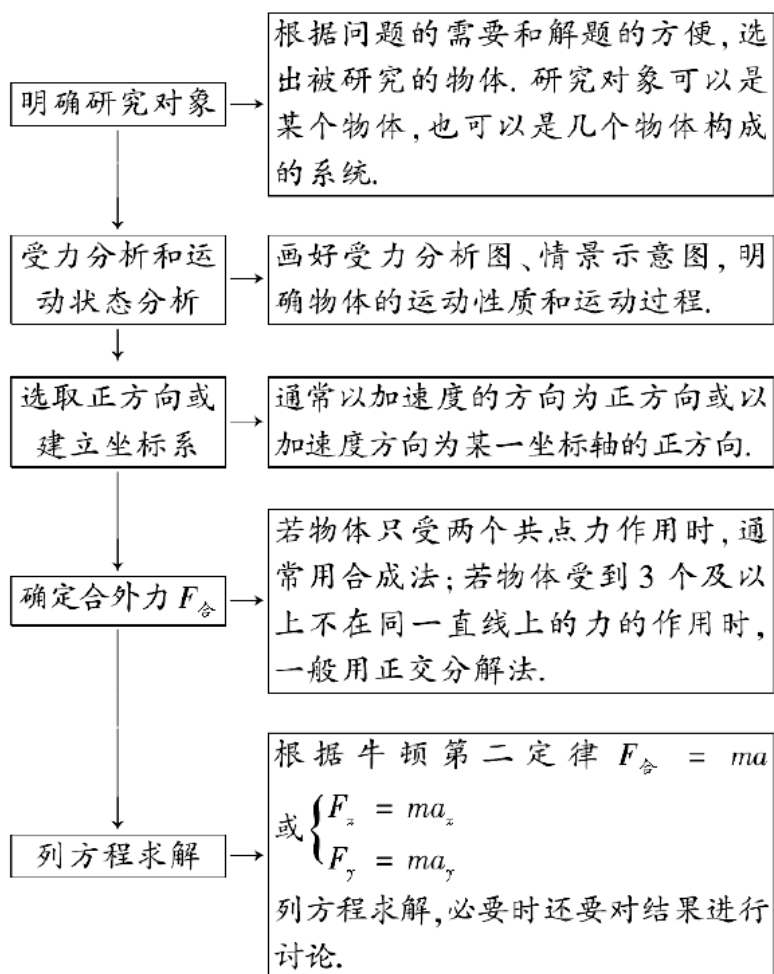 明确研究对象
根据问题的需要和解题的方便,选
出被研究的物体.研究对象可以是
某个物体,也可以是几个物体构成
的系统.
受力分析和运
动状态分析
画好受力分析图、情景示意图,明
确物体的运动性质和运动过程.
选取正方向或
建立坐标系
通常以加速度的方向为正方向或以
加速度方向为某一坐标轴的正方向.
确定合外力F合
若物体只受两个共点力作用时,通
常用合成法;若物体受到3个及以
上不在同一直线上的力的作用时,
一般用正交分解法.
列方程求解
根据牛顿第二定律F合 = ma
或{Fx = max
Fy = may
列方程求解,必要时还要对结果进行
讨论.